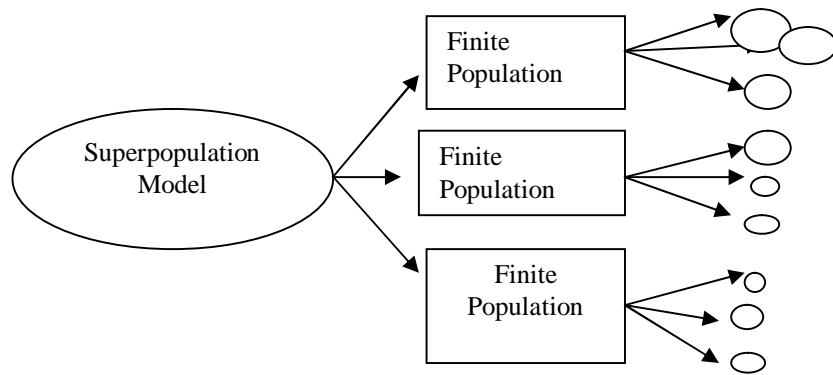 Superpopulation
Model
Finite
Population
Finite
Population
Finite
Population